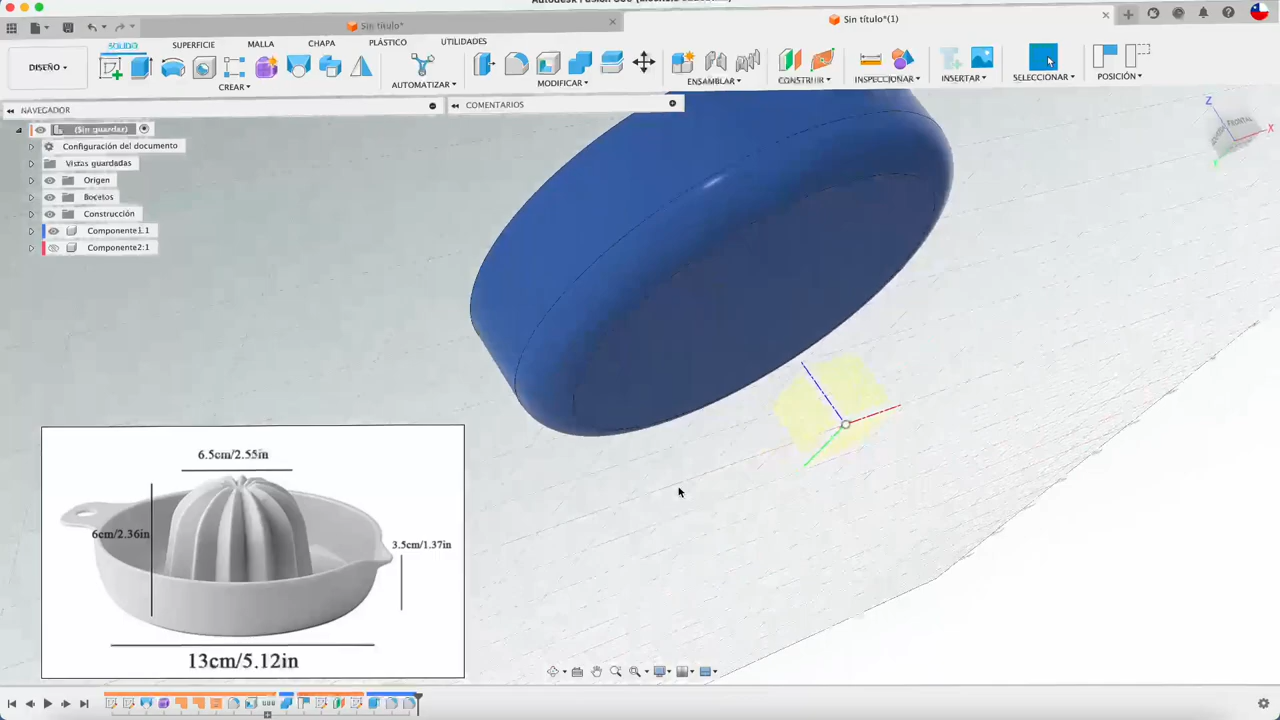 Sin título*
Sin título*(1)
SÓLIDO SUPERFICIE MALLA CHAPA PLÁSTICO UTILIDADES
DISEÑO
CREAR AUTOMATIZAR MODIFICAR ENSAMBLAR CONSTRUIR INSPECCIONAR INSERTAR SELECCIONAR POSICIÓN
NAVEGADOR
COMENTARIOS
(Sin guardar)
Configuración del documento
Vistas guardadas
Origen
Bocetos
Construcción
Componente1:1
Componente2:1
Z
X
Y
FRONTAL
6.5cm/2.55in
6cm/2.36in
3.5cm/1.37in
13cm/5.12in